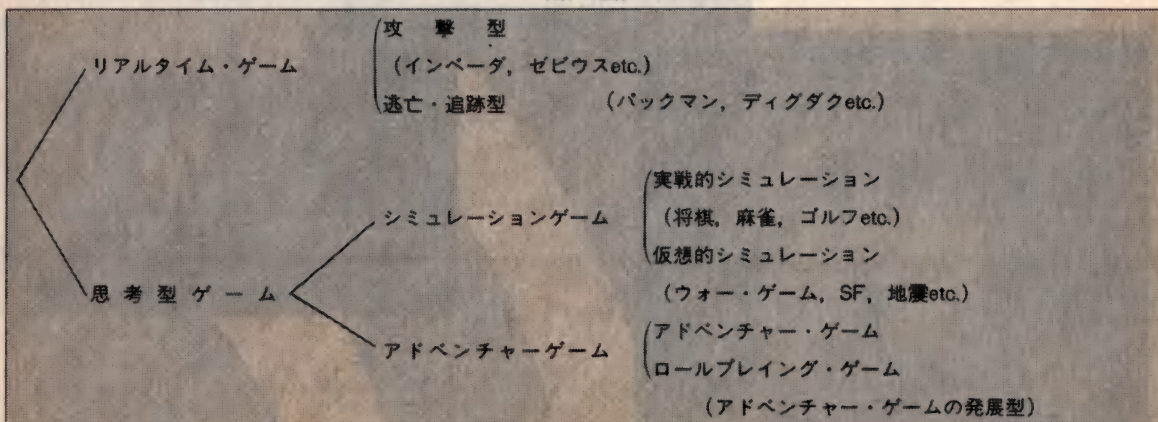 攻撃型
リアルタイム・ゲーム
(インベーダ, ゼビウスetc.)
逃亡・追跡型 (パックマン, ディグダグetc.)
実戦的シミュレーション
シミュレーションゲーム
(将棋, 麻雀, ゴルフetc.)
仮想的シミュレーション
思考型ゲーム
(ウォー・ゲーム, SF, 地震etc.)
アドベンチャー・ゲーム
アドベンチャーゲーム
ロールプレイング・ゲーム
(アドベンチャー・ゲームの発展型)